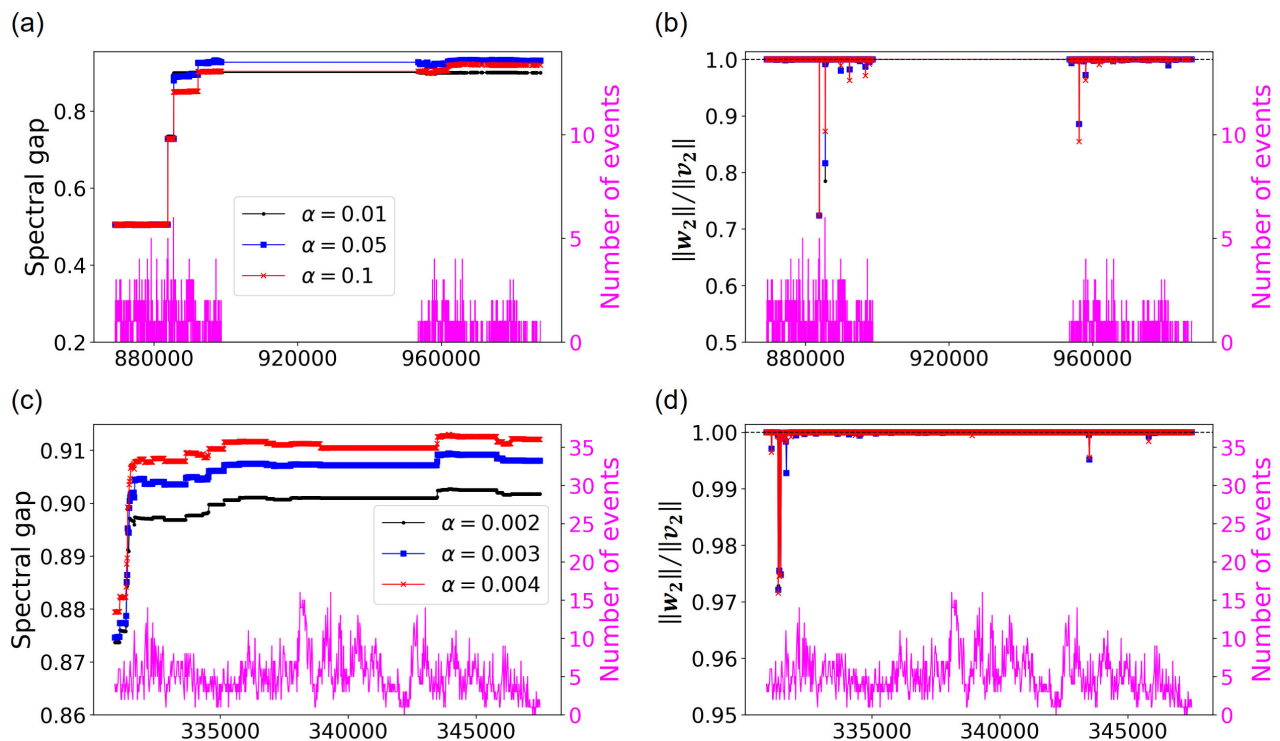 (a)
Spectral gap
0.8
0.6
0.4
0.2
880000 920000 960000
α = 0.01
α = 0.05
α = 0.1
10
5
0
Number of events
(b)
||w₂||/||v₂||
1.0
0.9
0.8
0.7
0.6
0.5
880000 920000 960000
10
5
0
Number of events
(c)
Spectral gap
0.91
0.90
0.89
0.88
0.87
0.86
335000 340000 345000
α = 0.002
α = 0.003
α = 0.004
35
30
25
20
15
10
5
0
Number of events
(d)
||w₂||/||v₂||
1.00
0.99
0.98
0.97
0.96
0.95
335000 340000 345000
35
30
25
20
15
10
5
0
Number of events